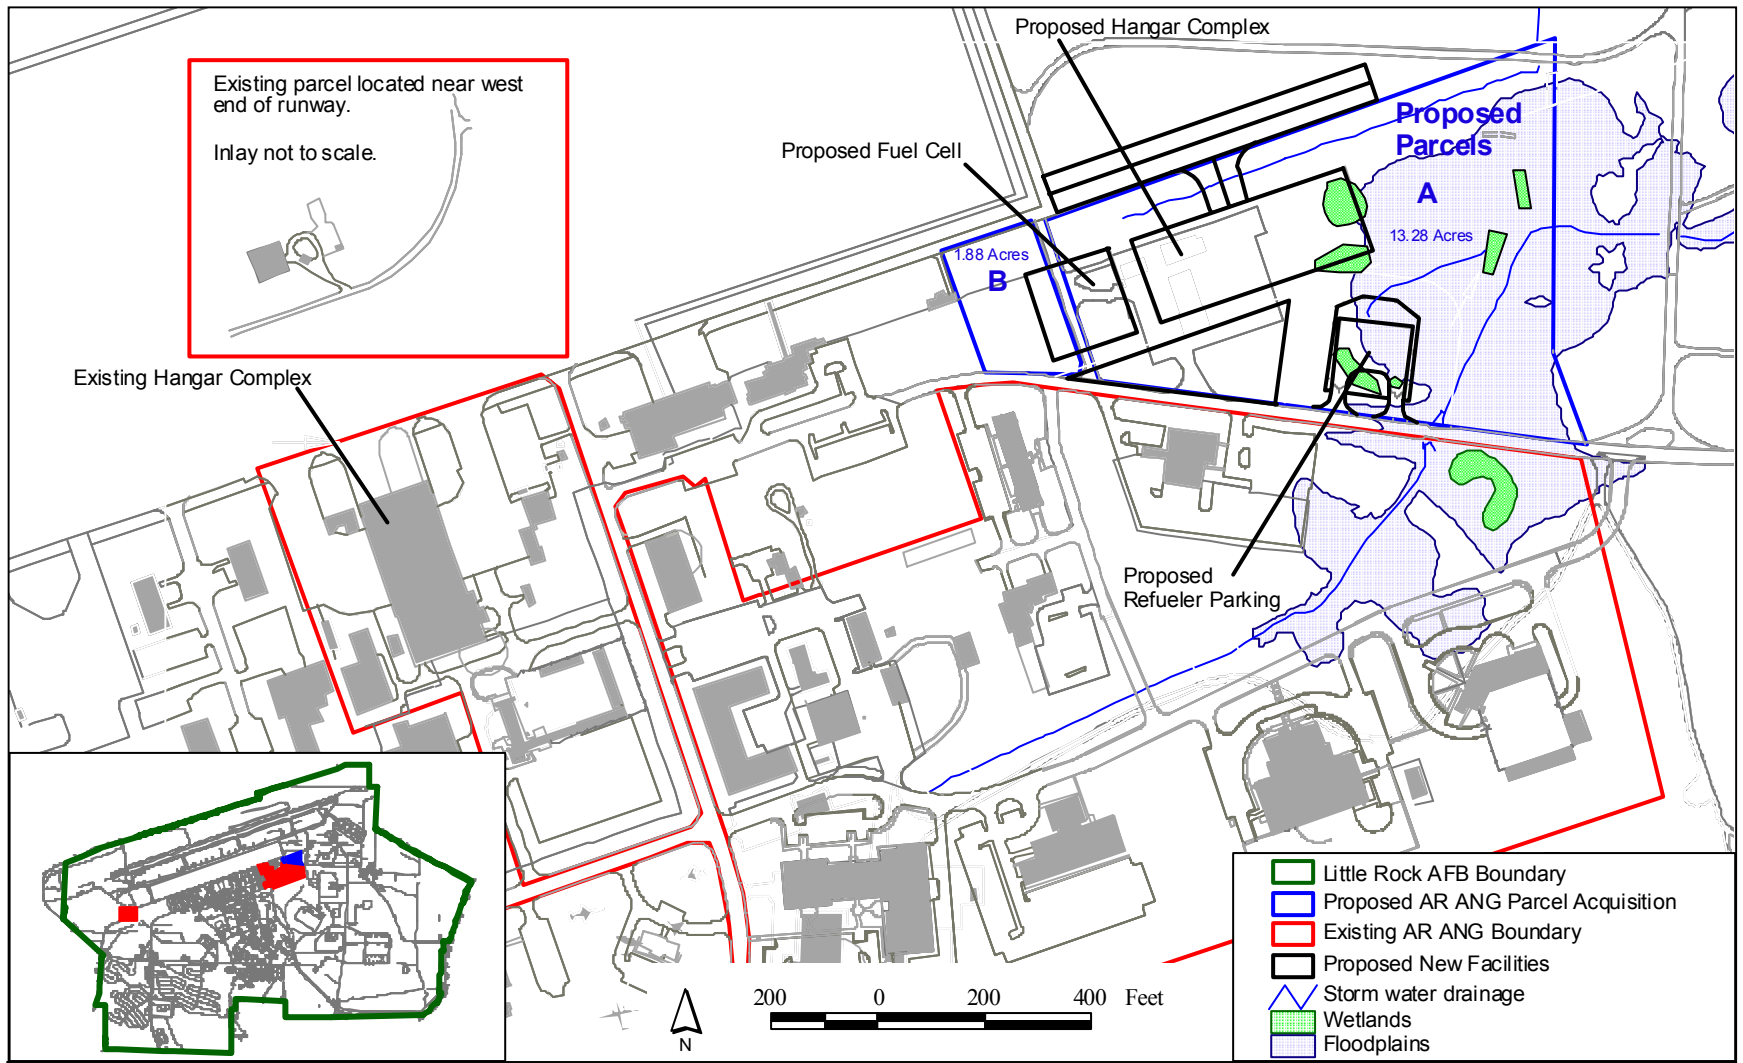 Proposed Hangar Complex
Existing parcel located near west
end of runway.
Inlay not to scale.
Proposed Fuel Cell
Proposed
Parcels
A
13.28 Acres
1.88 Acres
B
Existing Hangar Complex
Proposed
Refueler Parking
Little Rock AFB Boundary
Proposed AR ANG Parcel Acquisition
Existing AR ANG Boundary
Proposed New Facilities
Storm water drainage
Wetlands
Floodplains
N
200 0 200 400 Feet